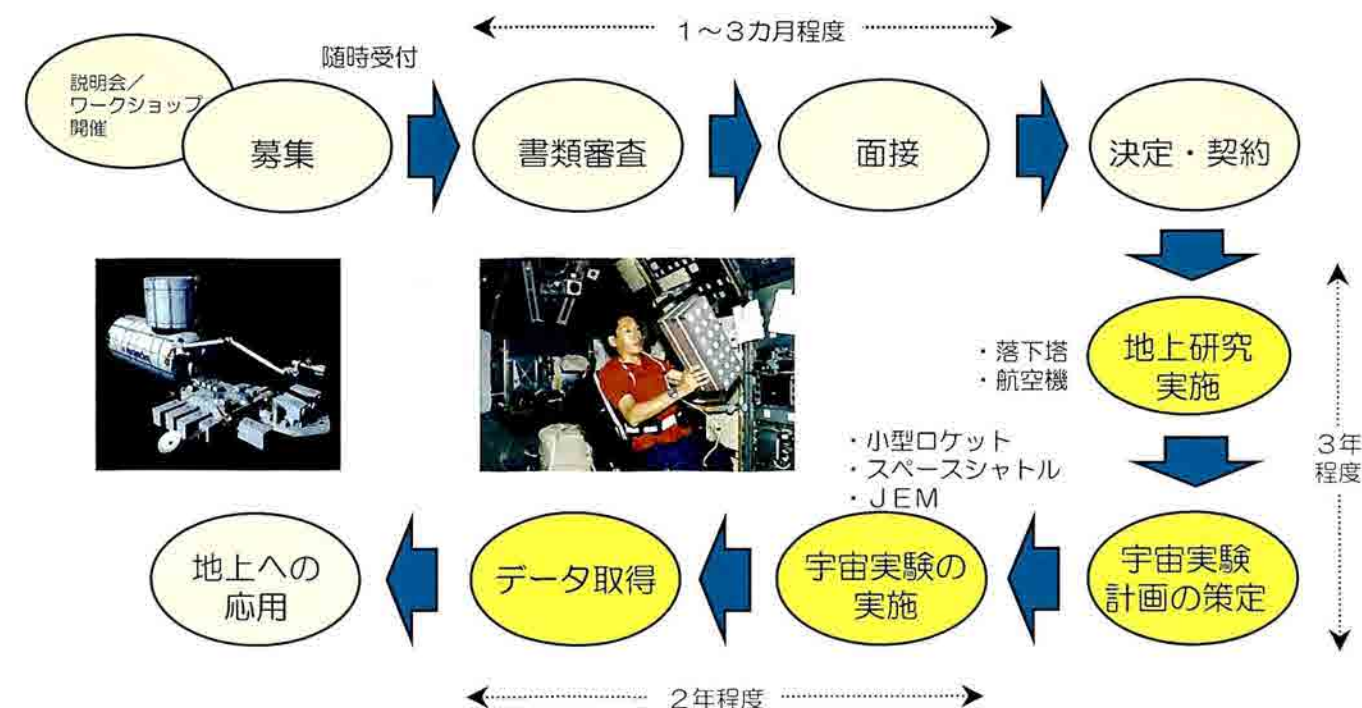 １～３カ月程度
随時受付
説明会／
ワークショップ
開催
募集
書類審査
面接
決定・契約
・落下塔
・航空機
地上研究
実施
３年
程度
・小型ロケット
・スペースシャトル
・ＪＥＭ
宇宙実験
計画の策定
宇宙実験の
実施
データ取得
地上への
応用
２年程度